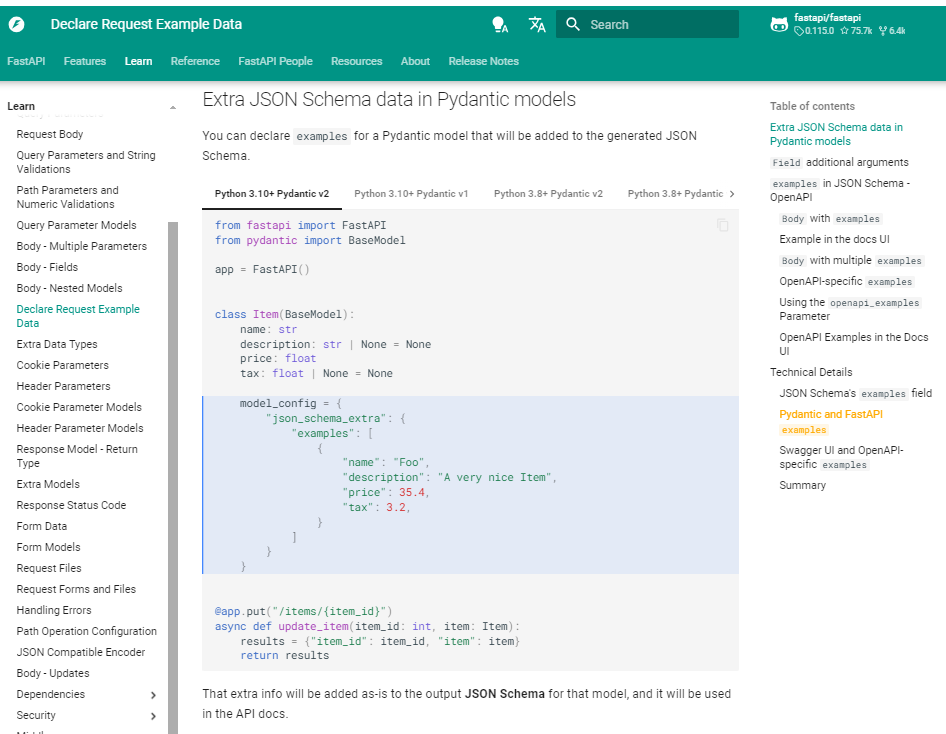 Declare Request Example Data
Search
fastapi/fastapi
0.115.0 75.7k 6.4k
FastAPI Features Learn Reference FastAPI People Resources About Release Notes
Learn
Query Parameters
Request Body
Query Parameters and String
Validations
Path Parameters and
Numeric Validations
Query Parameter Models
Body - Multiple Parameters
Body - Fields
Body - Nested Models
Declare Request Example
Data
Extra Data Types
Cookie Parameters
Header Parameters
Cookie Parameter Models
Header Parameter Models
Response Model - Return
Type
Extra Models
Response Status Code
Form Data
Form Models
Request Files
Request Forms and Files
Handling Errors
Path Operation Configuration
JSON Compatible Encoder
Body - Updates
Dependencies
Security
Extra JSON Schema data in Pydantic models
You can declare examples for a Pydantic model that will be added to the generated JSON
Schema.
Python 3.10+ Pydantic v2 Python 3.10+ Pydantic v1 Python 3.8+ Pydantic v2 Python 3.8+ Pydantic
from fastapi import FastAPI
from pydantic import BaseModel
app = FastAPI()
class Item(BaseModel):
    name: str
    description: str | None = None
    price: float
    tax: float | None = None
    model_config = {
        "json_schema_extra": {
            "examples": [
                {
                    "name": "Foo",
                    "description": "A very nice Item",
                    "price": 35.4,
                    "tax": 3.2,
                }
            ]
        }
    }
@app.put("/items/{item_id}")
async def update_item(item_id: int, item: Item):
    results = {"item_id": item_id, "item": item}
    return results
That extra info will be added as-is to the output JSON Schema for that model, and it will be used
in the API docs.
Table of contents
Extra JSON Schema data in
Pydantic models
Field additional arguments
examples in JSON Schema -
OpenAPI
Body with examples
Example in the docs UI
Body with multiple examples
OpenAPI-specific examples
Using the openapi_examples
Parameter
OpenAPI Examples in the Docs
UI
Technical Details
JSON Schema's examples field
Pydantic and FastAPI
examples
Swagger UI and OpenAPI-
specific examples
Summary